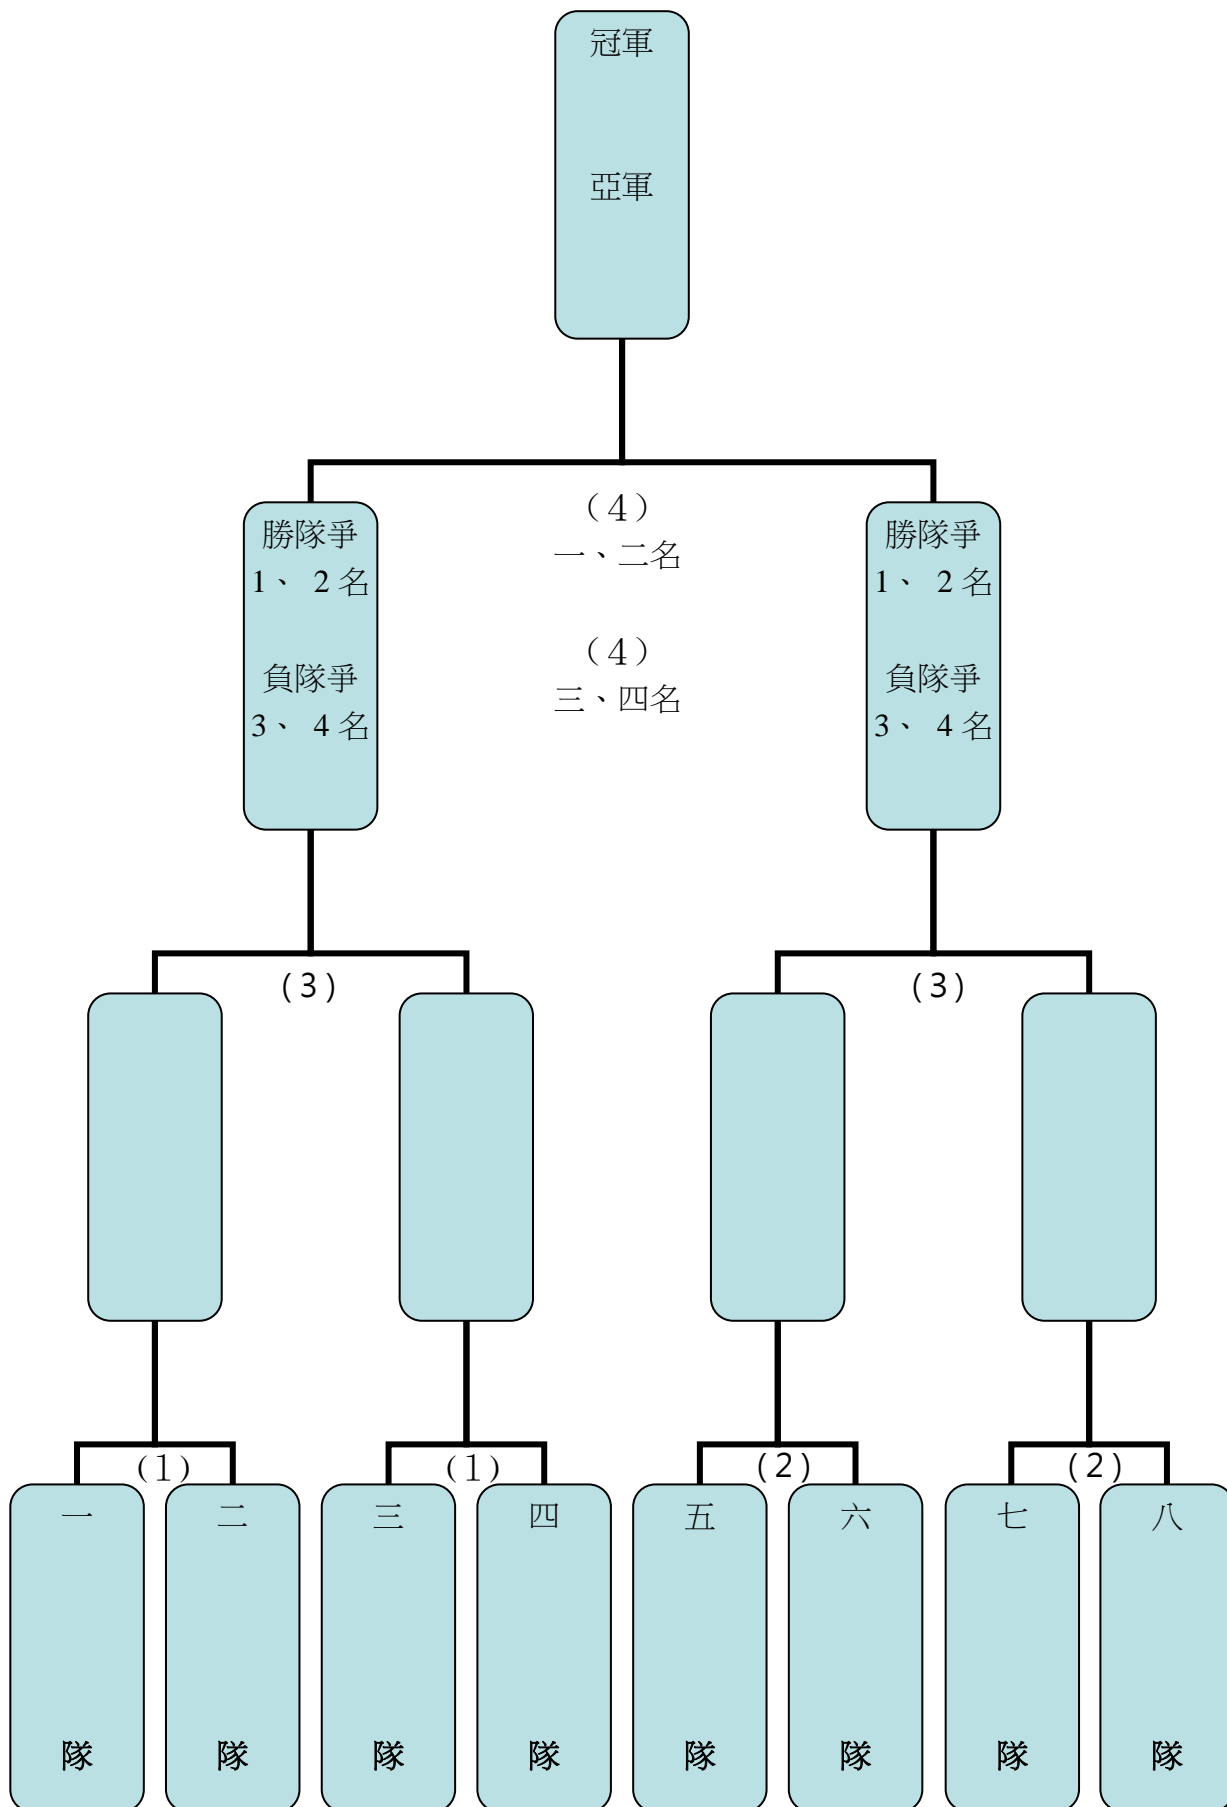 冠軍
亞軍
(4)
一、二名
(4)
三、四名
勝隊爭
1、 2 名
負隊爭
3、 4 名
勝隊爭
1、 2 名
負隊爭
3、 4 名
(3)
(3)
(1)
(1)
(2)
(2)
一
隊
二
隊
三
隊
四
隊
五
隊
六
隊
七
隊
八
隊